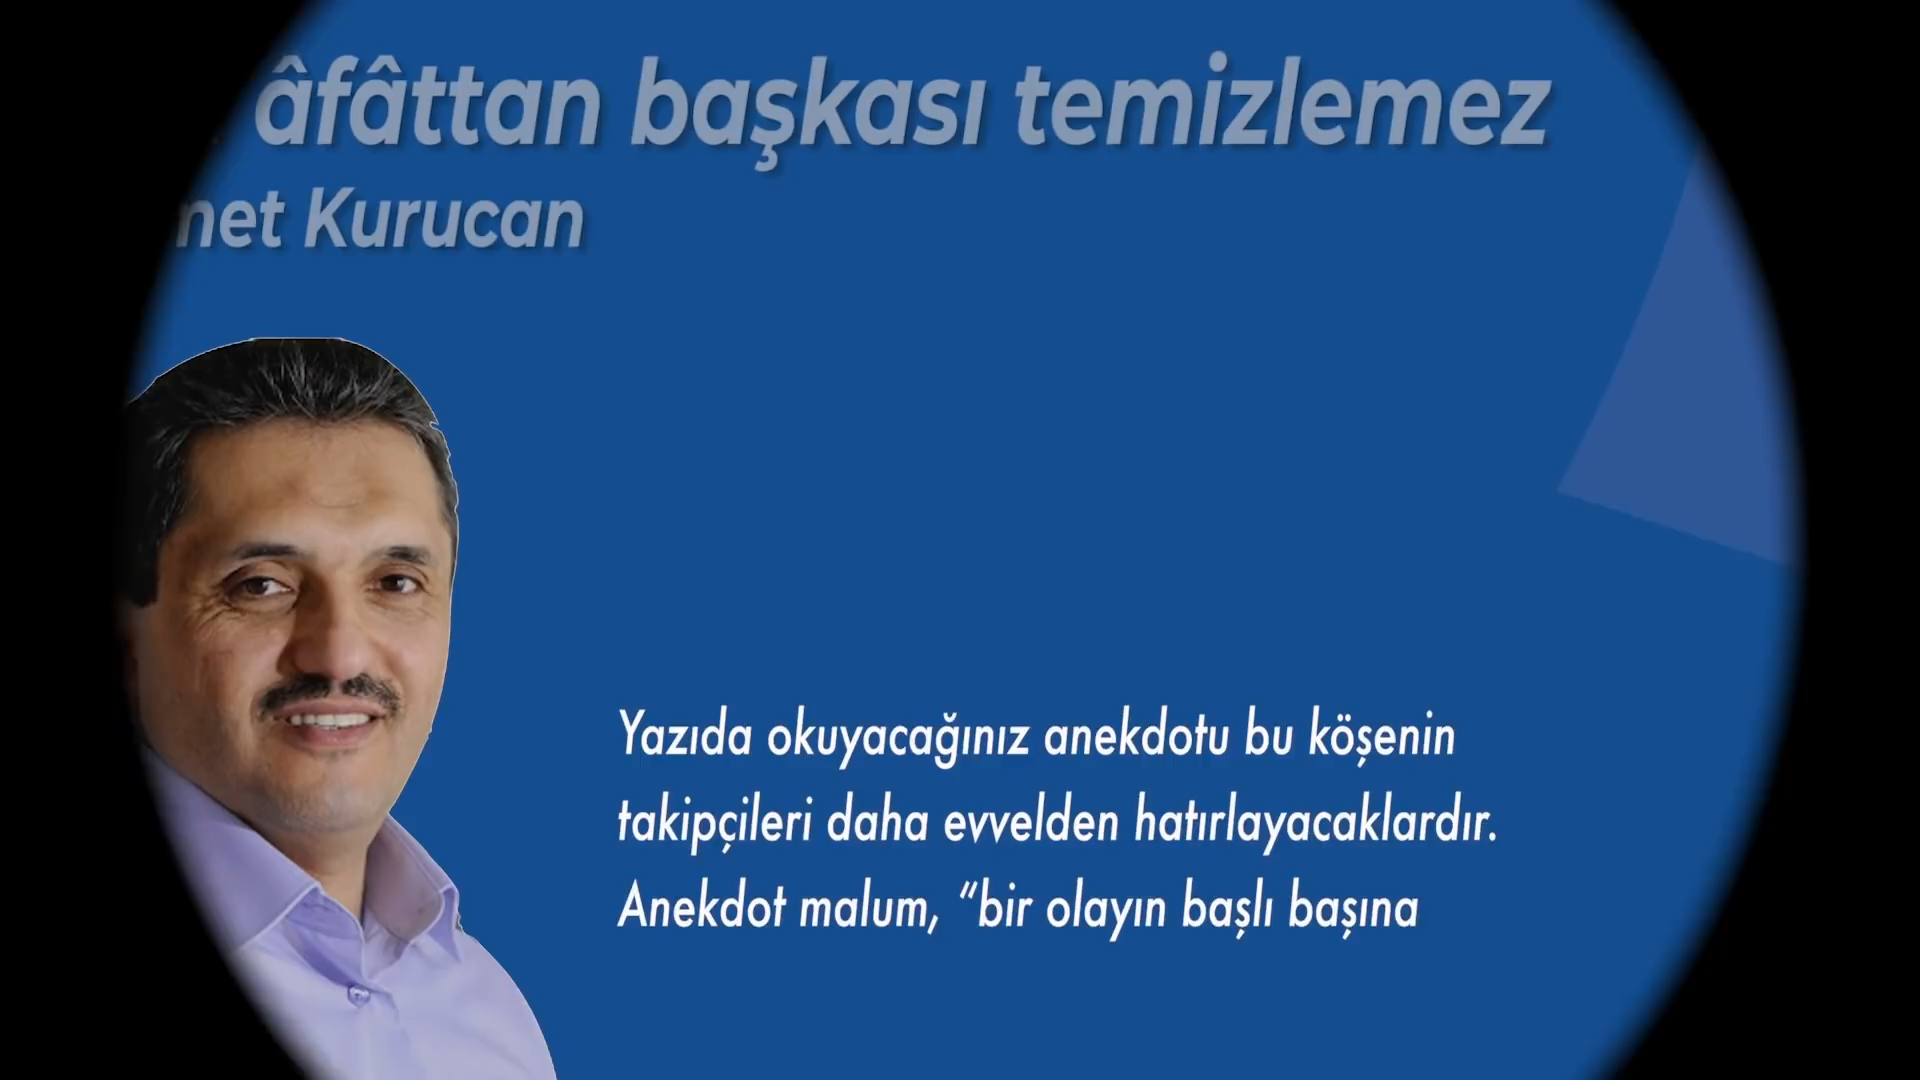 âfâttan başkası temizlemez
met Kurucan
Yazıda okuyacağınız anekdotu bu köşenin
takipçileri daha evvelden hatırlayacaklardır.
Anekdot malum, “bir olayın başlı başına